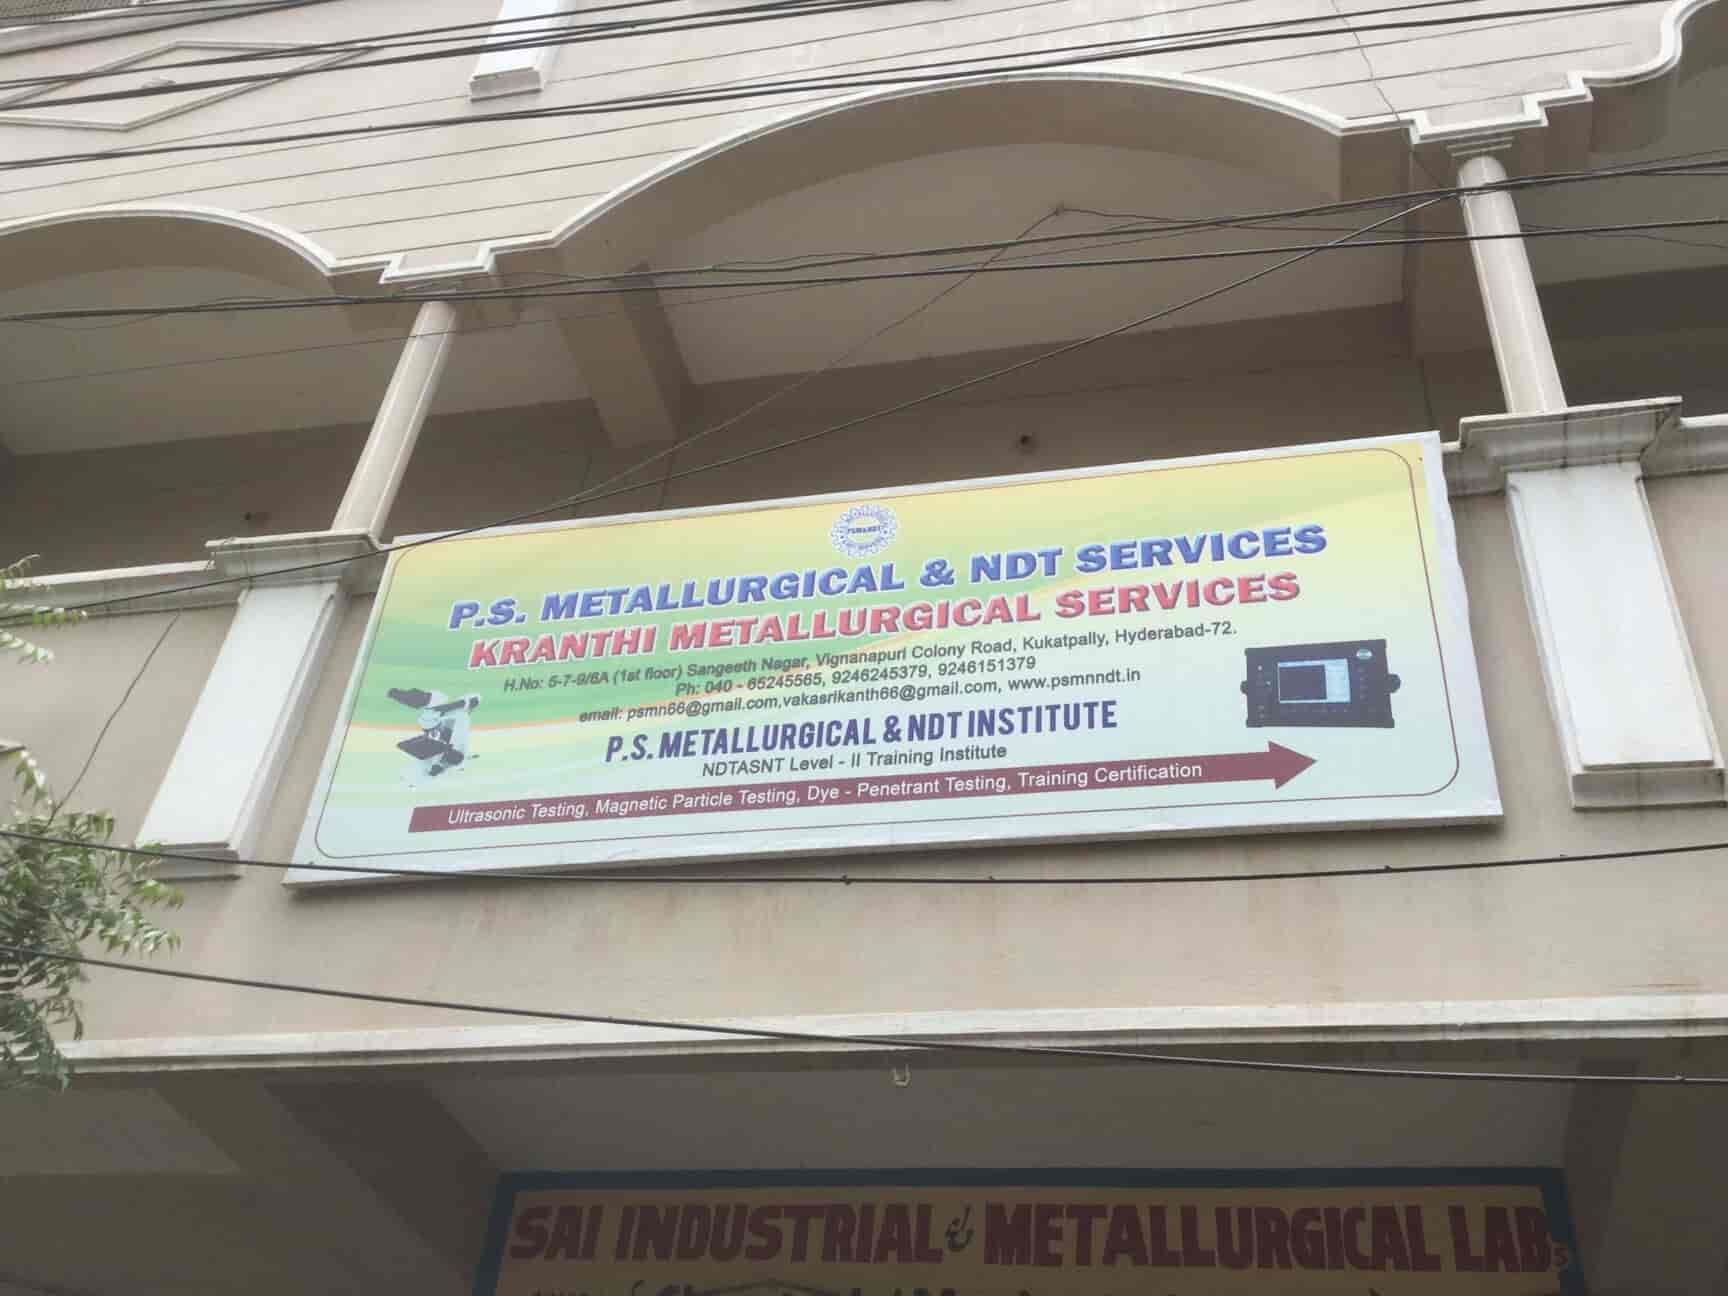 PSM&NDT
P.S. METALLURGICAL & NDT SERVICES
KRANTHI METALLURGICAL SERVICES
H.No: 5-7-9/6A (1st floor) Sangeeth Nagar, Vignanapuri Colony Road, Kukatpally, Hyderabad-72.
Ph: 040 - 65245565, 9246245379, 9246151379
email: psmn66@gmail.com,vakasrikanth66@gmail.com, www.psmnndt.in
P.S. METALLURGICAL & NDT INSTITUTE
NDTASNT Level - II Training Institute
Ultrasonic Testing, Magnetic Particle Testing, Dye - Penetrant Testing, Training Certification
SAI INDUSTRIAL & METALLURGICAL LABS